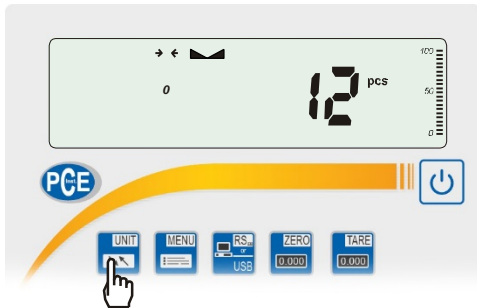 → ← 100
0 12 pcs 50
0
PCE
UNIT MENU RS232 ZERO TARE
or
USB 0.000 0.000